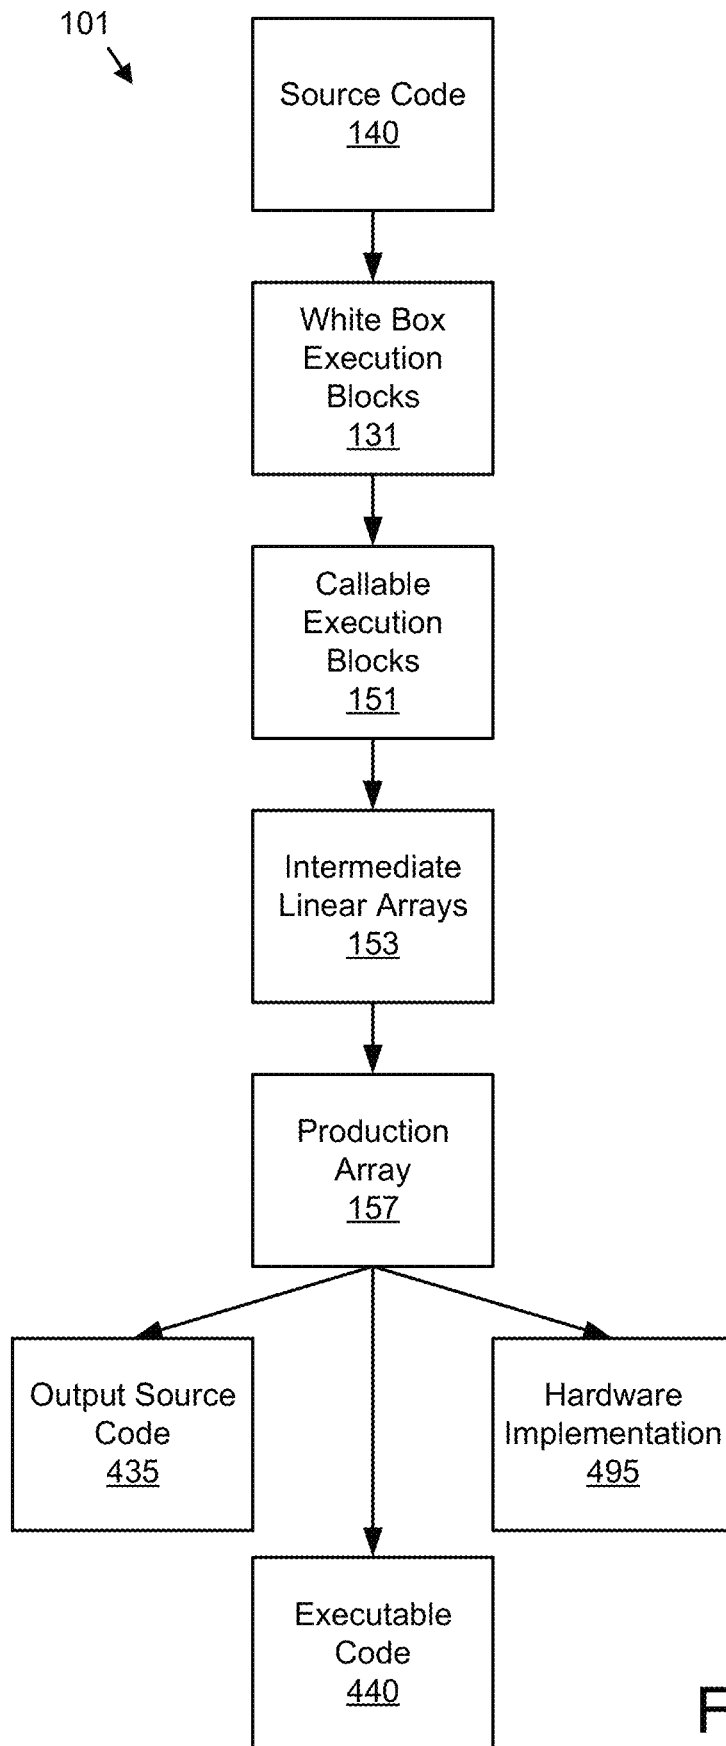 101
Source Code
140
White Box
Execution
Blocks
131
Callable
Execution
Blocks
151
Intermediate
Linear Arrays
153
Production
Array
157
Output Source
Code
435
Hardware
Implementation
495
Executable
Code
440
F